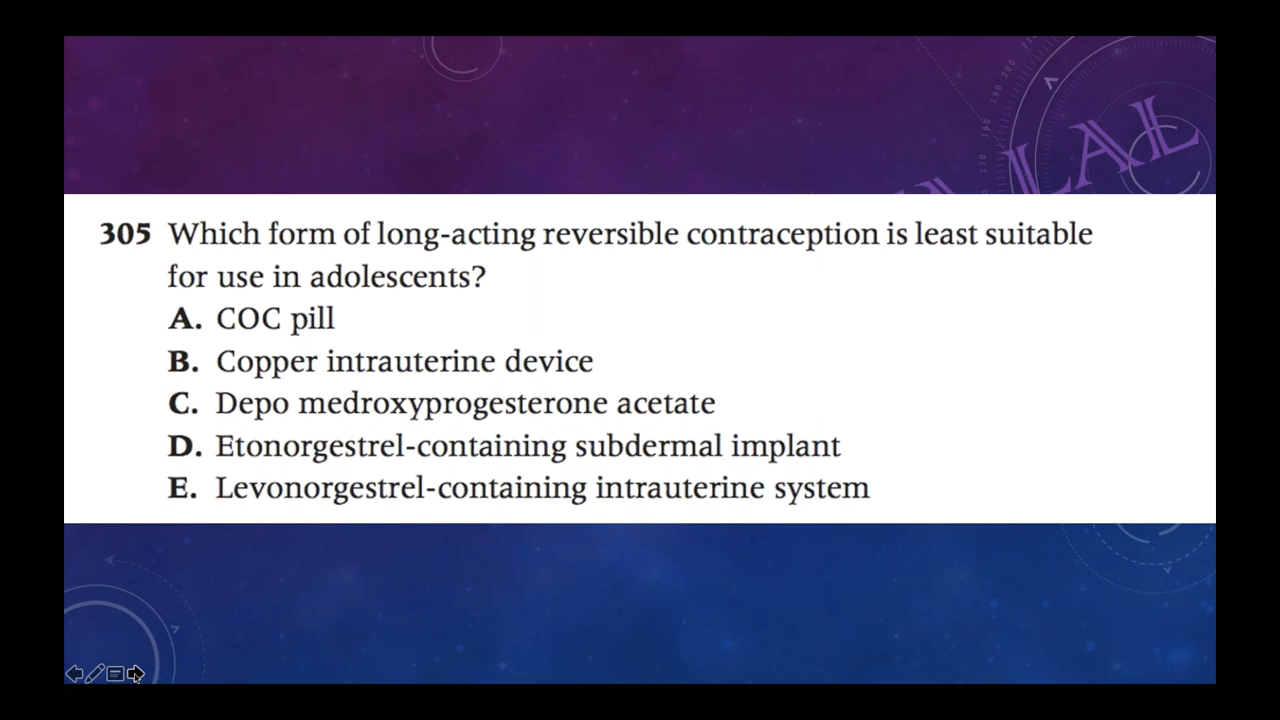 LAL
305 Which form of long-acting reversible contraception is least suitable
for use in adolescents?
A. COC pill
B. Copper intrauterine device
C. Depo medroxyprogesterone acetate
D. Etonorgestrel-containing subdermal implant
E. Levonorgestrel-containing intrauterine system